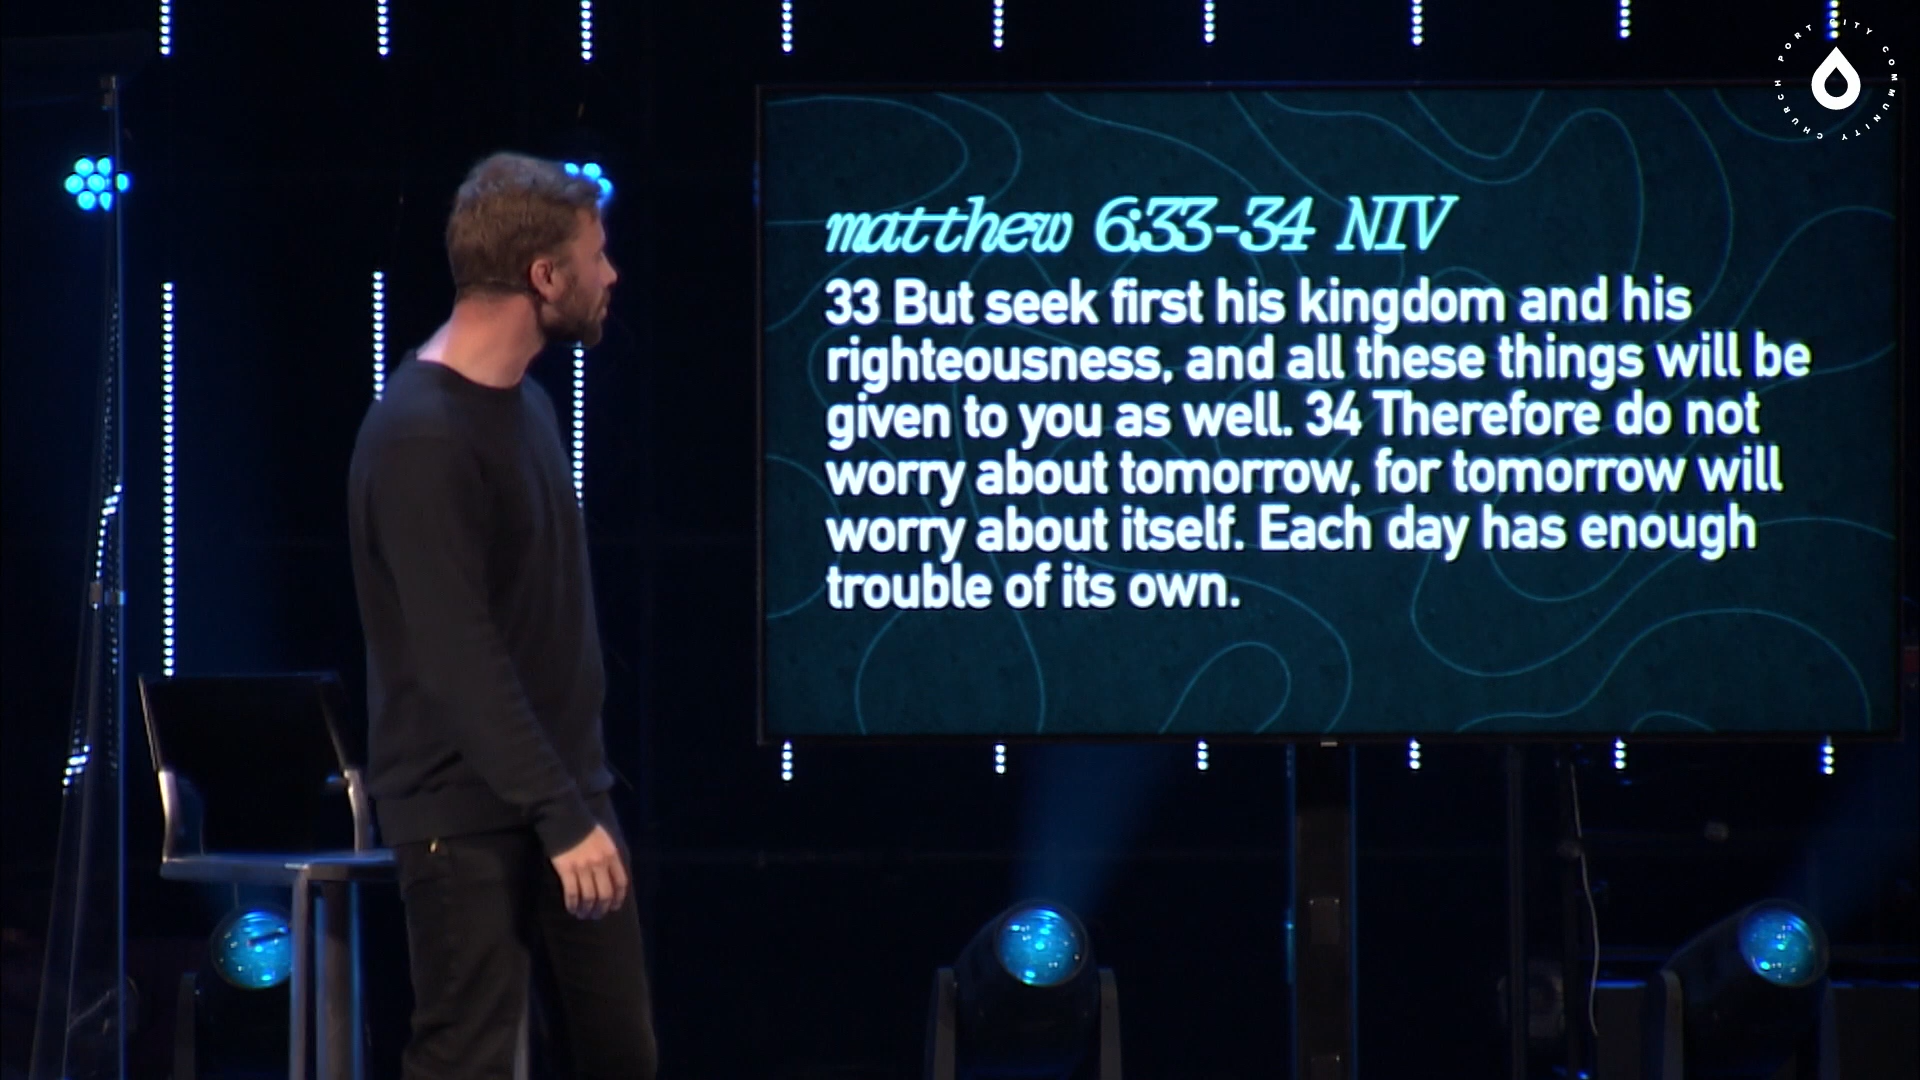 PORT CITY COMMUNITY CHURCH
matthew 6:33-34 NIV
33 But seek first his kingdom and his
righteousness, and all these things will be
given to you as well. 34 Therefore do not
worry about tomorrow, for tomorrow will
worry about itself. Each day has enough
trouble of its own.